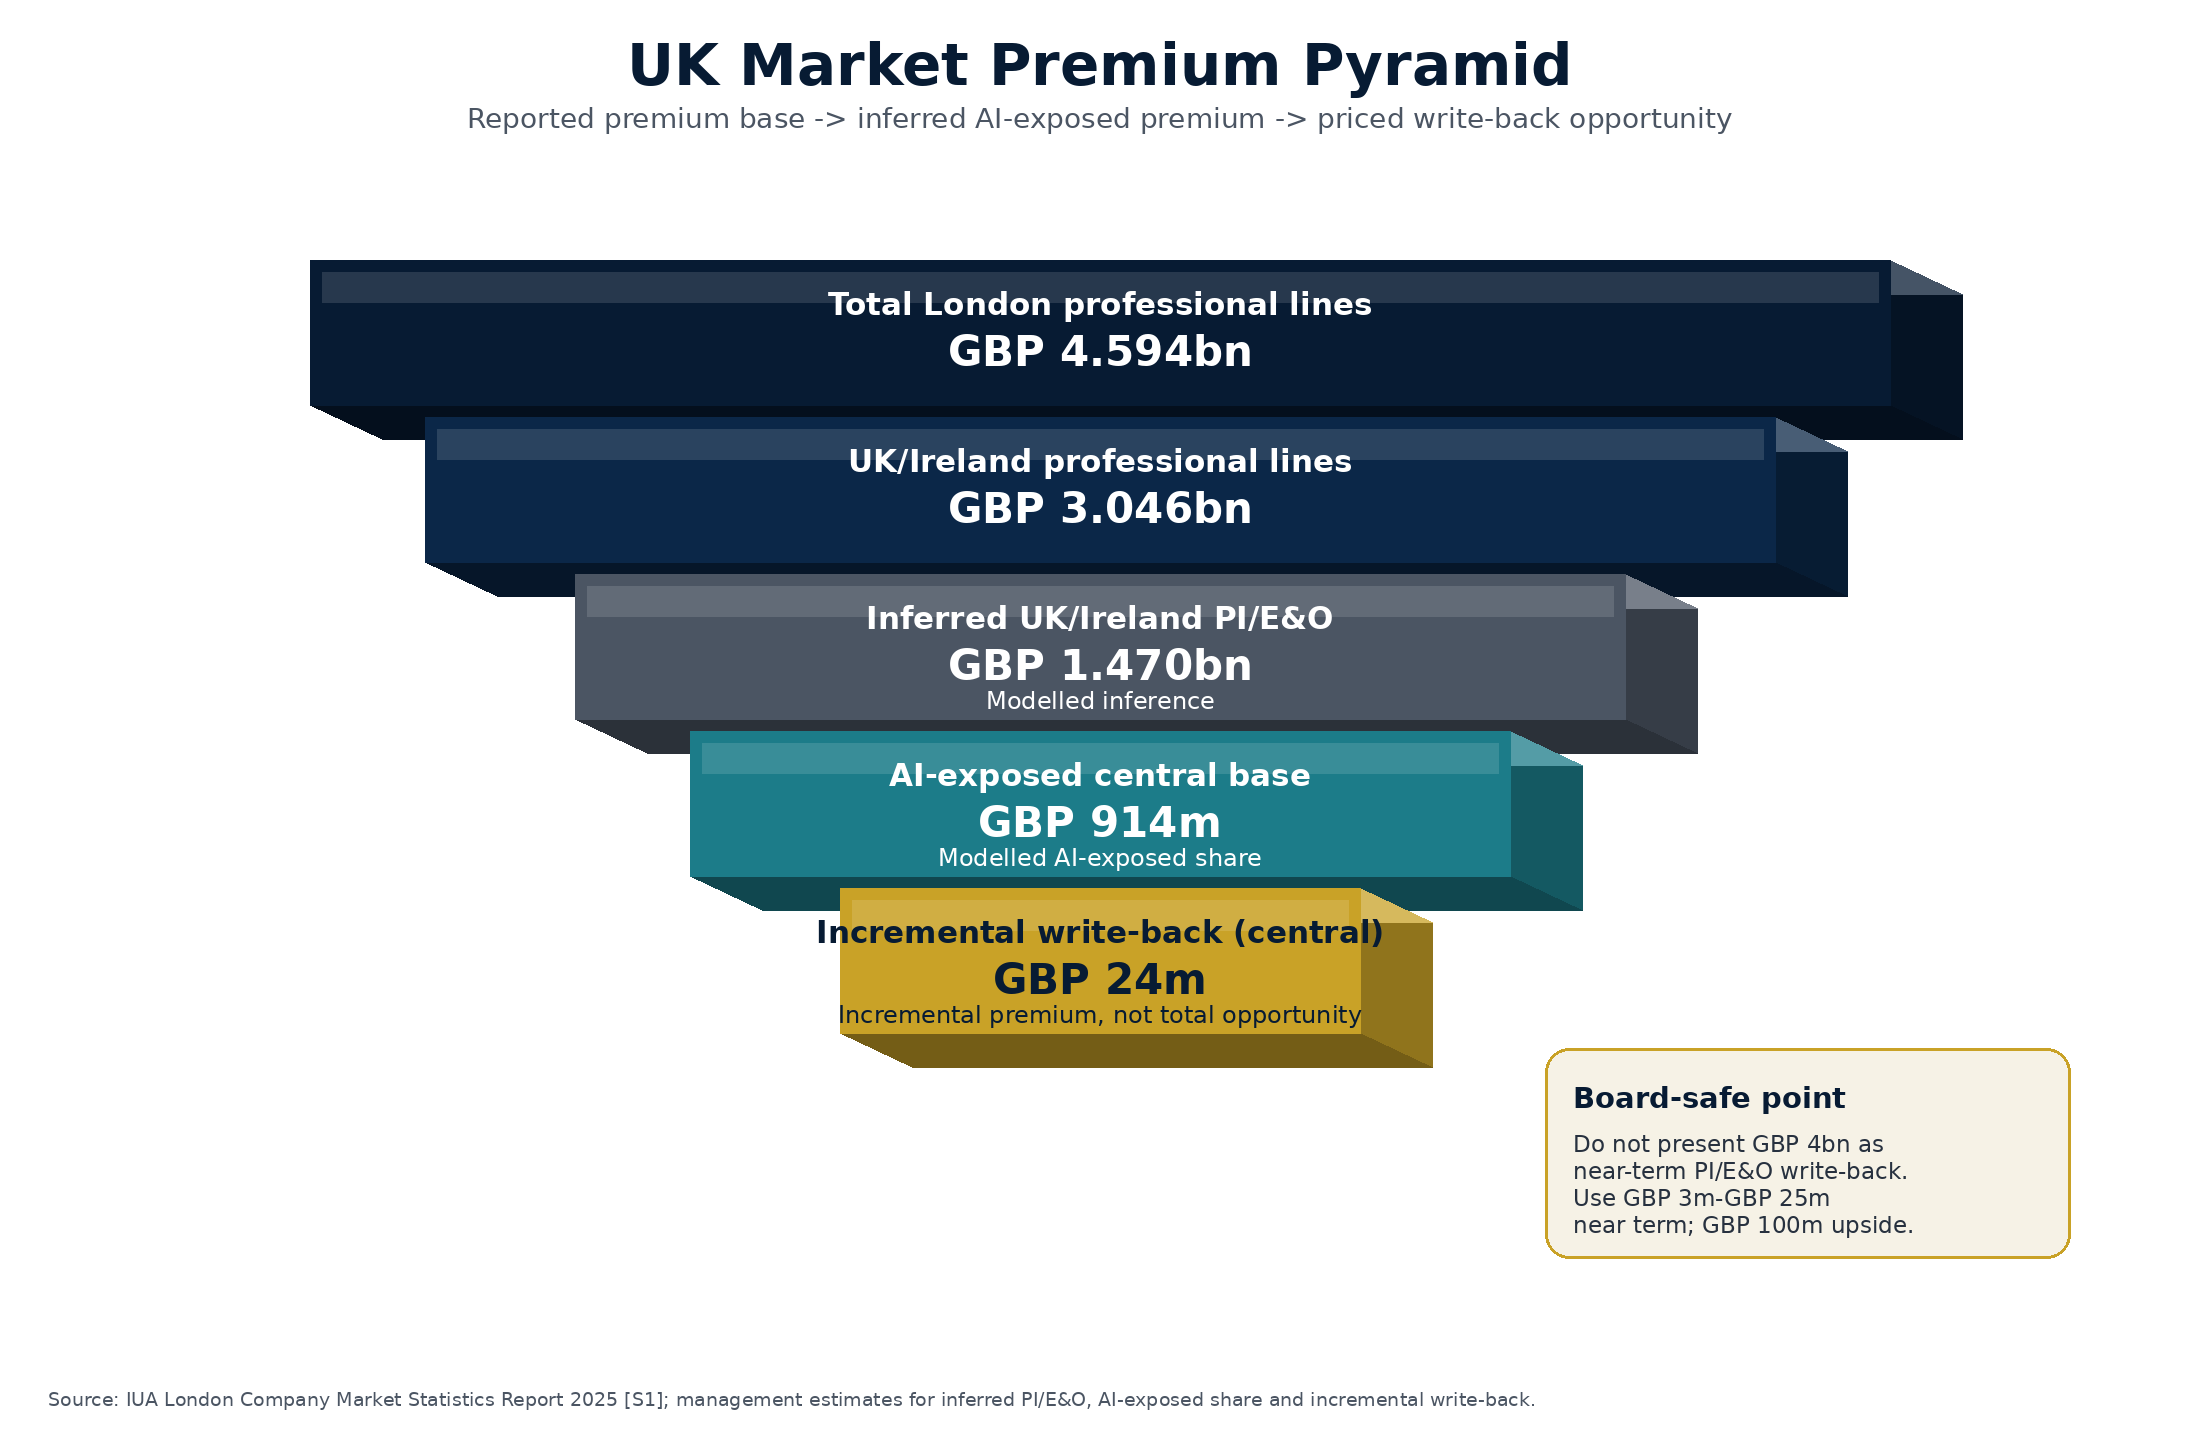 UK Market Premium Pyramid
Reported premium base -> inferred AI-exposed premium -> priced write-back opportunity
Total London professional lines
GBP 4.594bn
UK/Ireland professional lines
GBP 3.046bn
Inferred UK/Ireland PI/E&O
GBP 1.470bn
Modelled inference
AI-exposed central base
GBP 914m
Modelled AI-exposed share
Incremental write-back (central)
GBP 24m
Incremental premium, not total opportunity
Board-safe point
Do not present GBP 4bn as
near-term PI/E&O write-back.
Use GBP 3m-GBP 25m
near term; GBP 100m upside.
Source: IUA London Company Market Statistics Report 2025 [S1]; management estimates for inferred PI/E&O, AI-exposed share and incremental write-back.